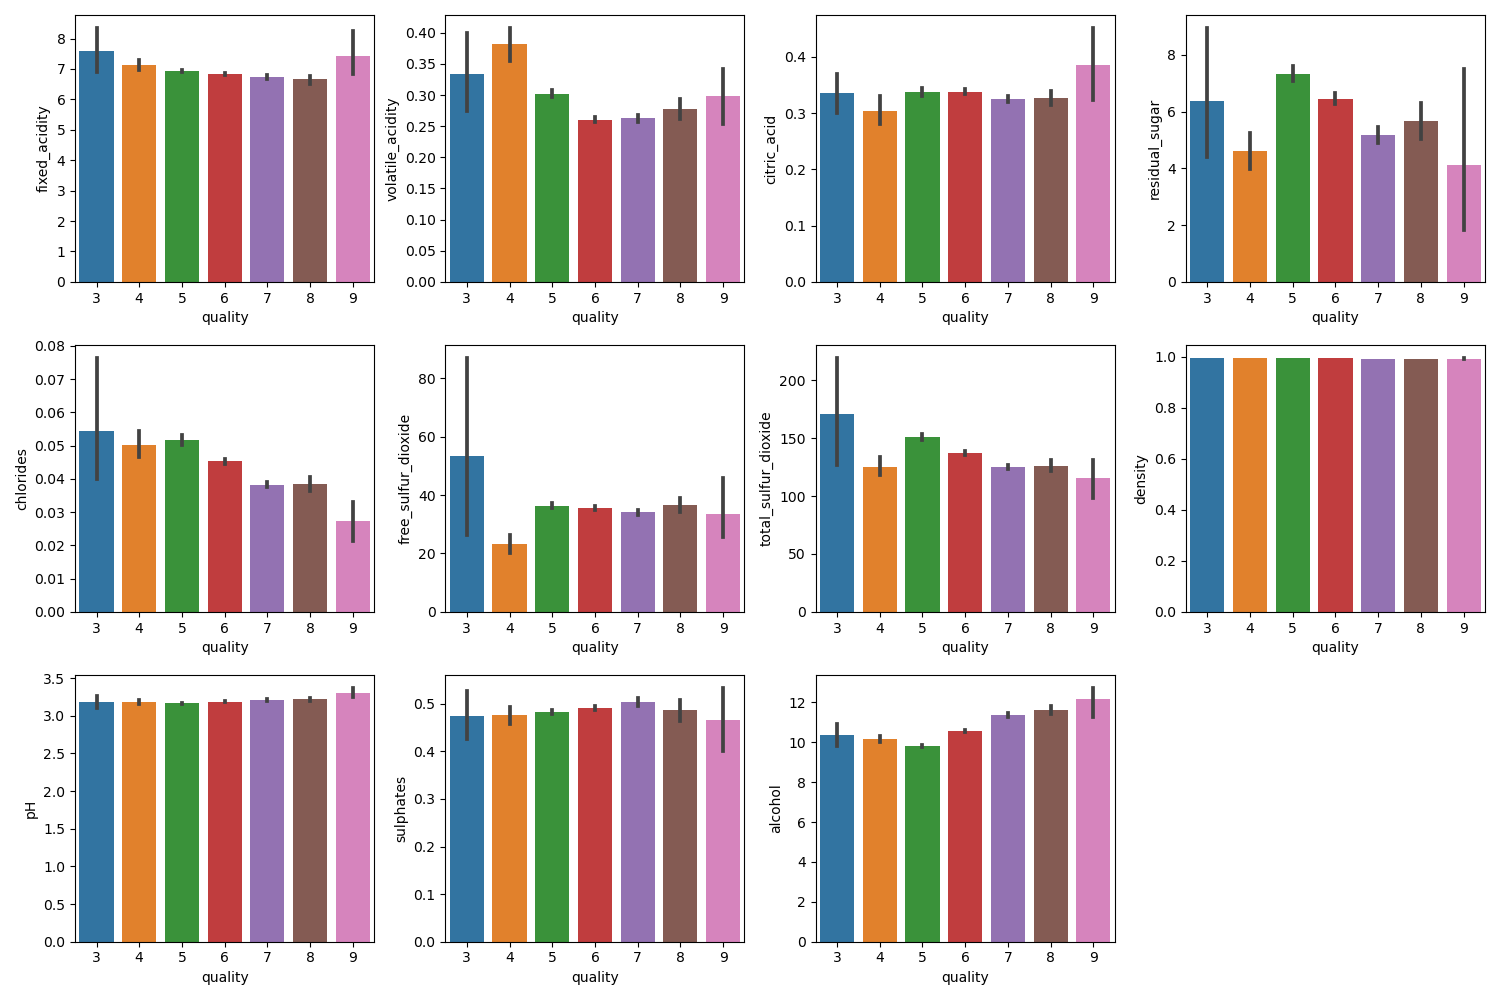 fixed_acidity
8
7
6
5
4
3
2
1
0
3 4 5 6 7 8 9
quality
volatile_acidity
0.40
0.35
0.30
0.25
0.20
0.15
0.10
0.05
0.00
3 4 5 6 7 8 9
quality
citric_acid
0.4
0.3
0.2
0.1
0.0
3 4 5 6 7 8 9
quality
residual_sugar
8
6
4
2
0
3 4 5 6 7 8 9
quality
chlorides
0.08
0.07
0.06
0.05
0.04
0.03
0.02
0.01
0.00
3 4 5 6 7 8 9
quality
free_sulfur_dioxide
80
60
40
20
0
3 4 5 6 7 8 9
quality
total_sulfur_dioxide
200
150
100
50
0
3 4 5 6 7 8 9
quality
density
1.0
0.8
0.6
0.4
0.2
0.0
3 4 5 6 7 8 9
quality
pH
3.5
3.0
2.5
2.0
1.5
1.0
0.5
0.0
3 4 5 6 7 8 9
quality
sulphates
0.5
0.4
0.3
0.2
0.1
0.0
3 4 5 6 7 8 9
quality
alcohol
12
10
8
6
4
2
0
3 4 5 6 7 8 9
quality